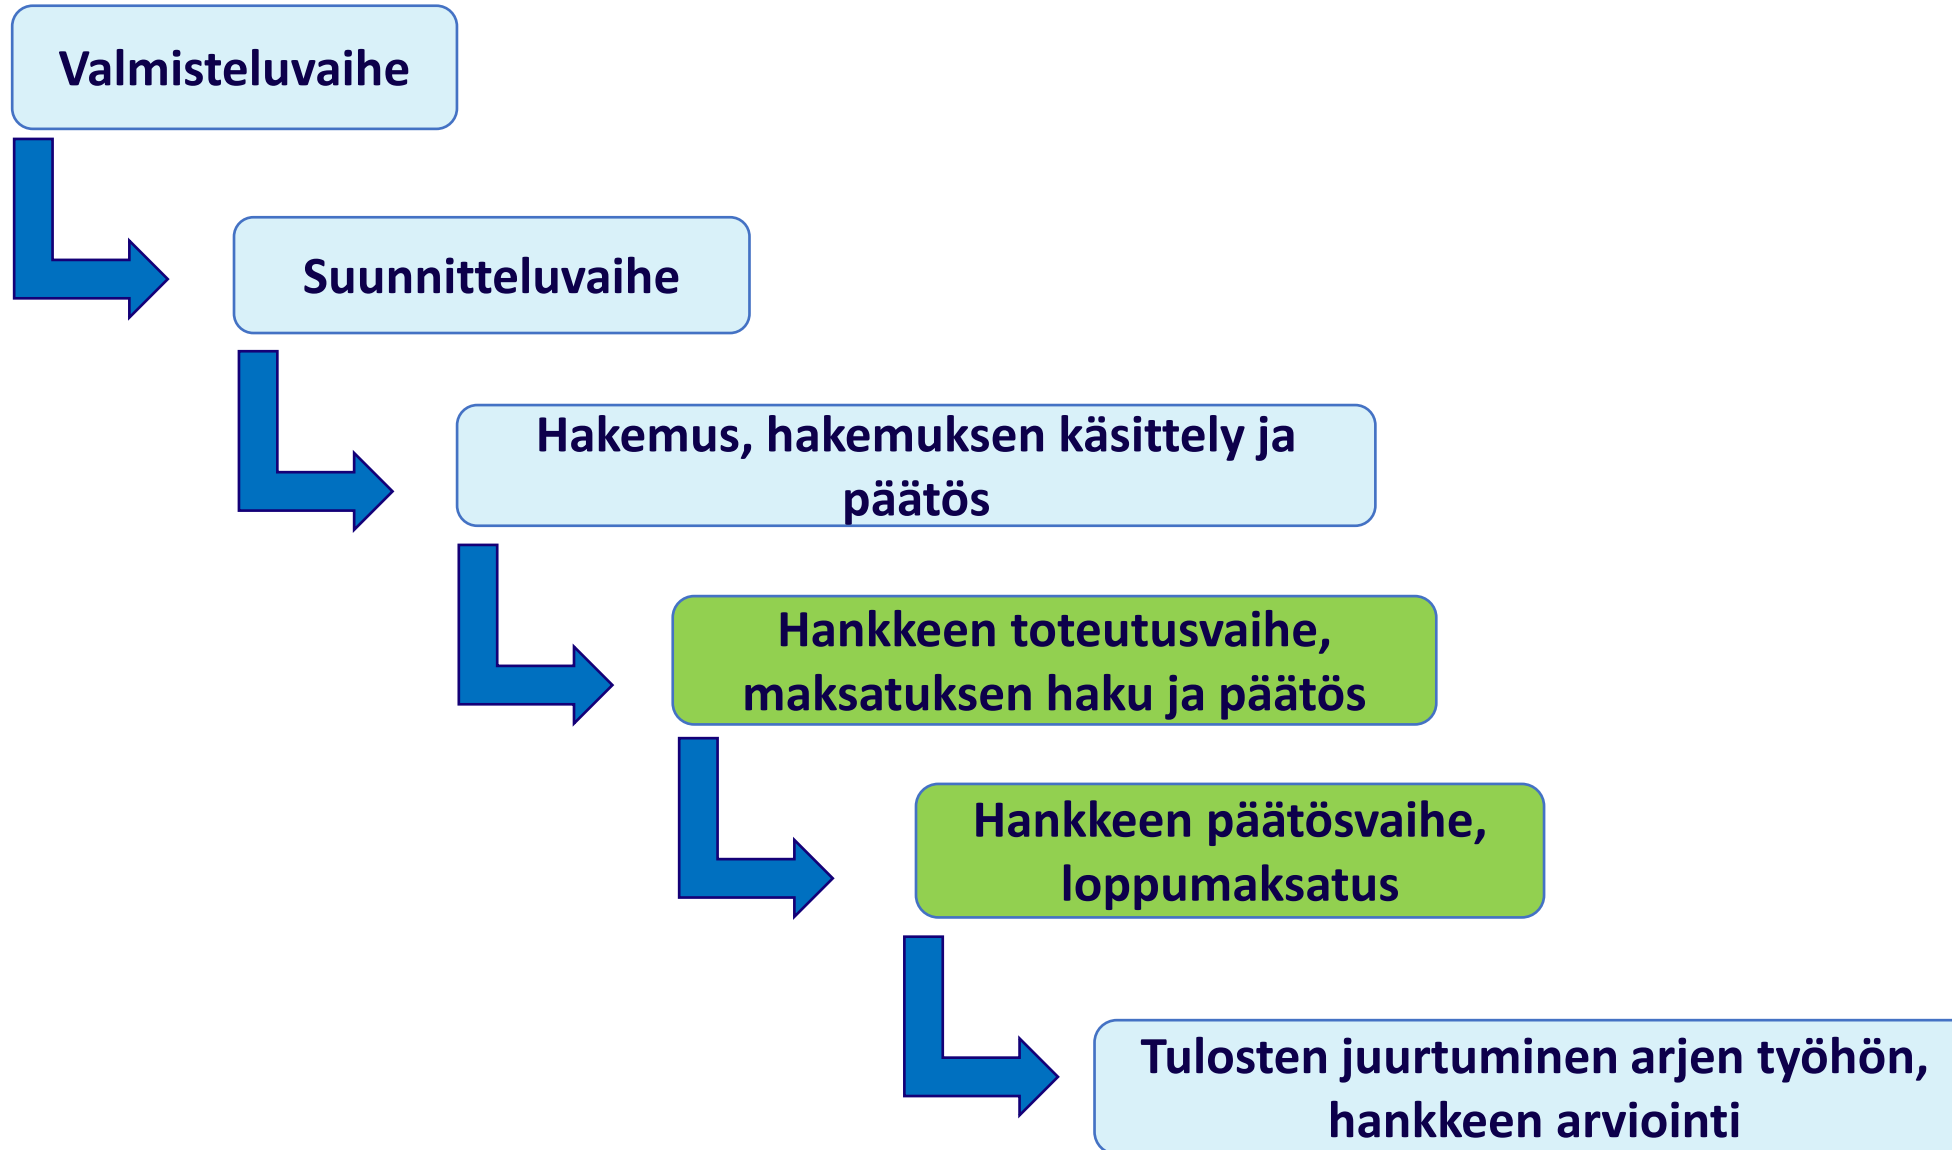 Valmisteluvaihe
Suunnitteluvaihe
Hakemus, hakemuksen käsittely ja
päätös
Hankkeen toteutusvaihe,
maksatuksen haku ja päätös
Hankkeen päätösvaihe,
loppumaksatus
Tulosten juurtuminen arjen työhön,
hankkeen arviointi